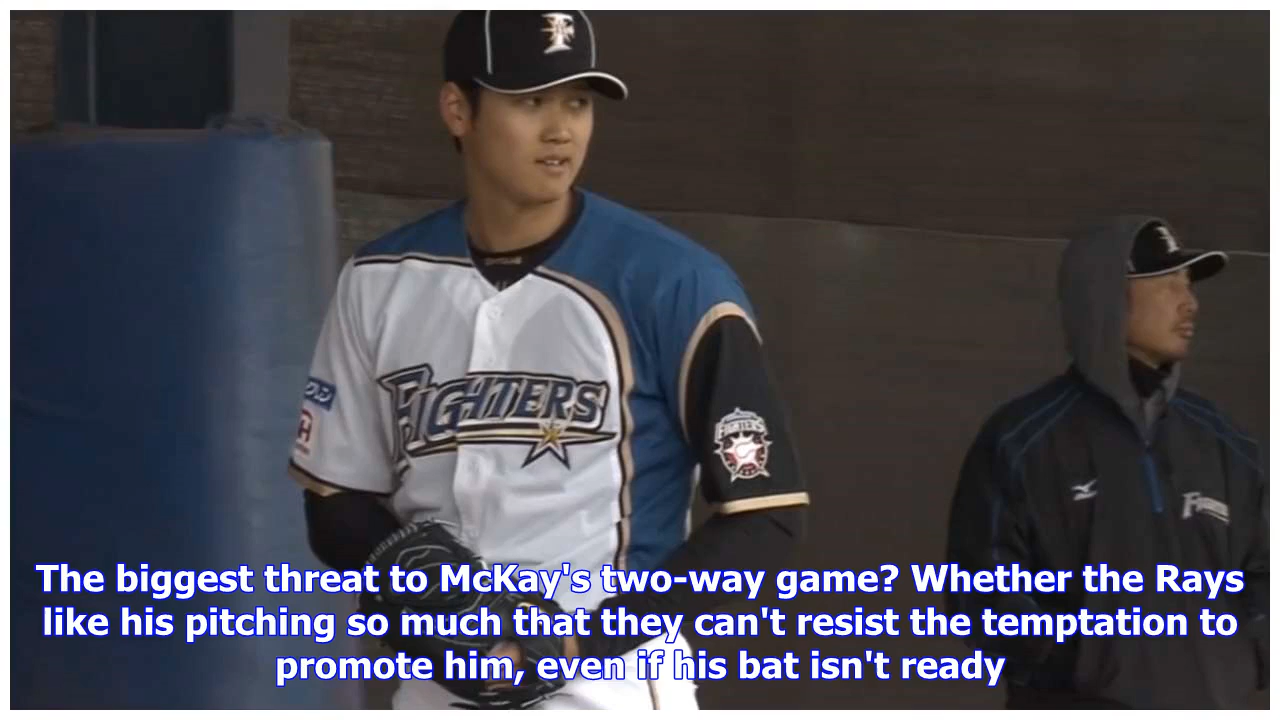 FIGHTERS
FIGHTERS
FIGHTERS
The biggest threat to McKay's two-way game? Whether the Rays
like his pitching so much that they can't resist the temptation to
promote him, even if his bat isn't ready